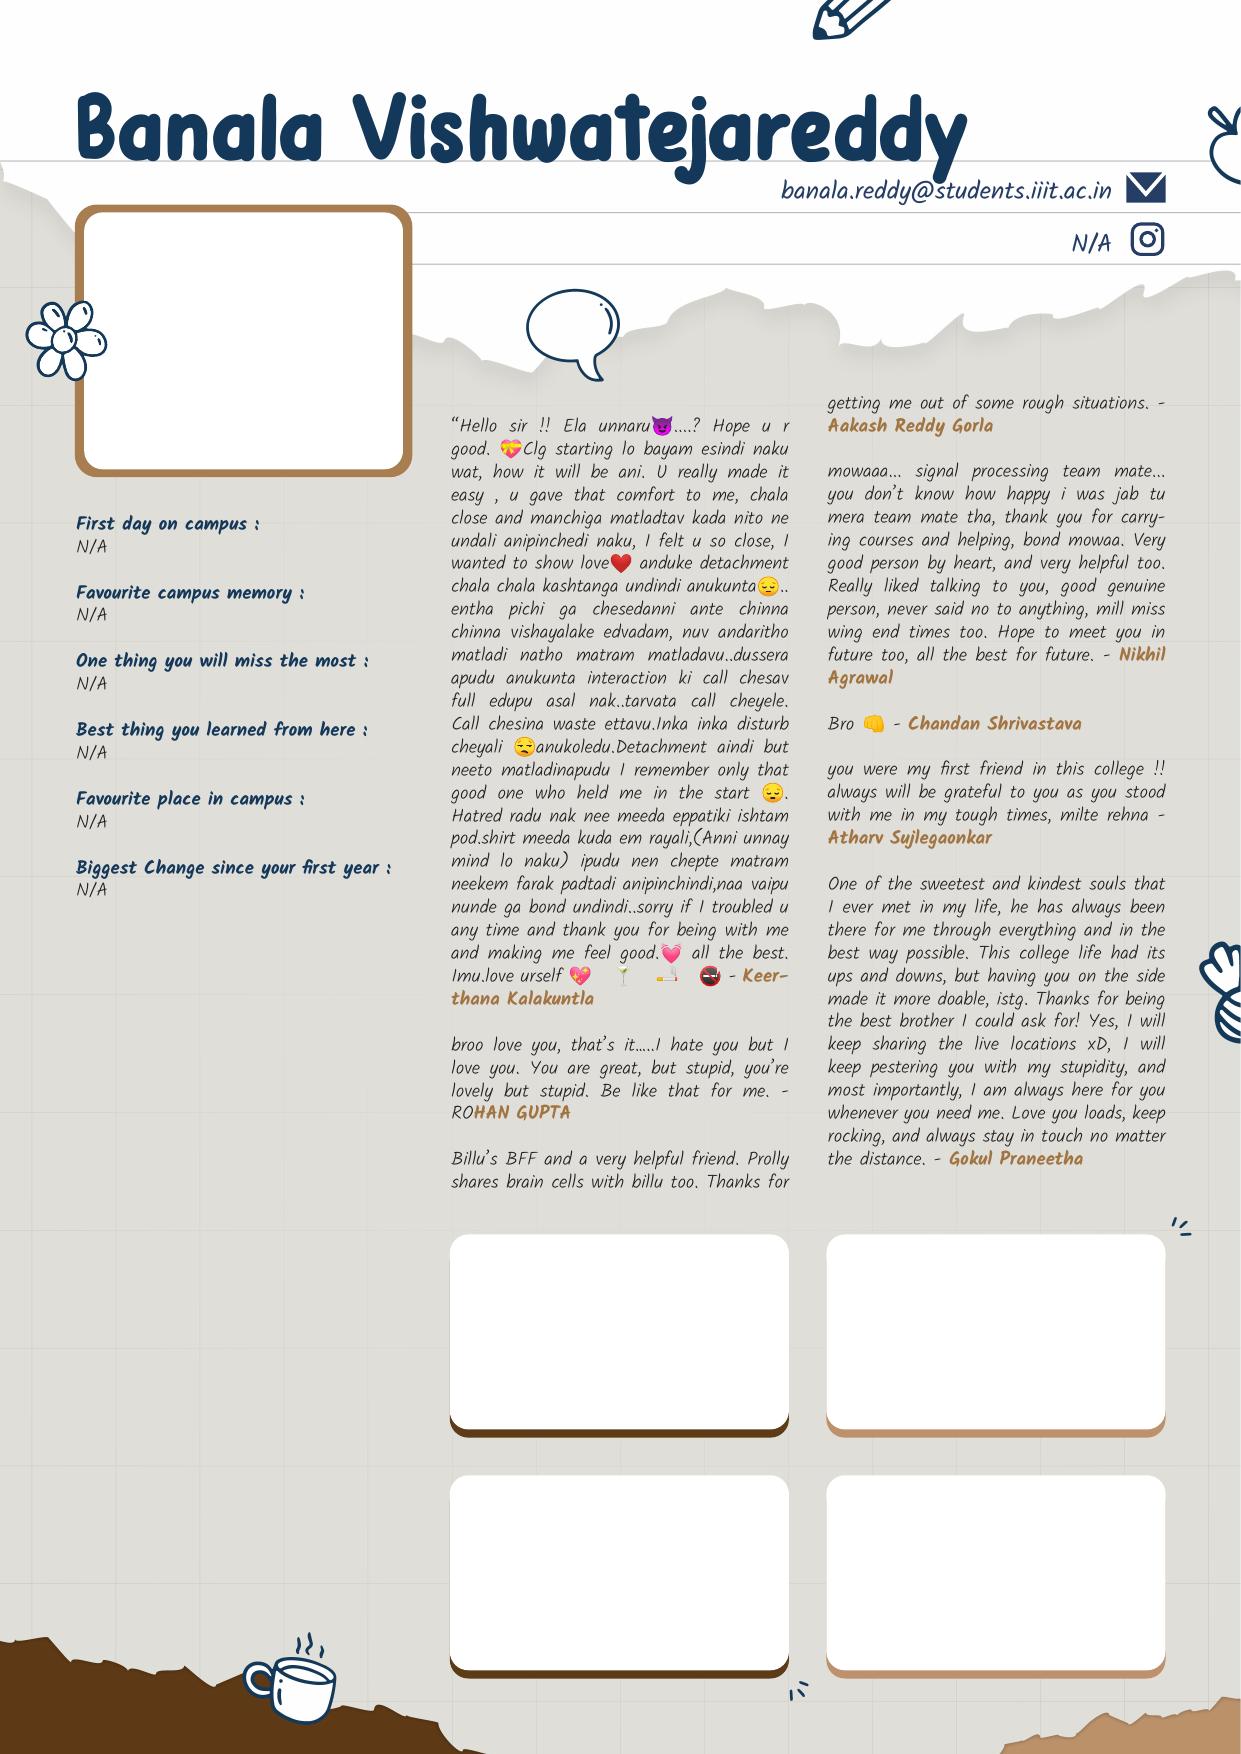 Banala Vishwatejareddy
banala.reddy@students.iiit.ac.in
N/A
First day on campus :
N/A
Favourite campus memory :
N/A
One thing you will miss the most :
N/A
Best thing you learned from here :
N/A
Favourite place in campus :
N/A
Biggest Change since your first year :
N/A
“Hello sir !! Ela unnaru😈....? Hope u r
good. 💝Clg starting lo bayam esindi naku
wat, how it will be ani. U really made it
easy , u gave that comfort to me, chala
close and manchiga matladtav kada nito ne
undali anipinchedi naku, I felt u so close, I
wanted to show love❤️ anduke detachment
chala chala kashtanga undindi anukunta😔..
entha pichi ga chesedanni ante chinna
chinna vishayalake edvadam, nuv andaritho
matladi natho matram matladavu..dussera
apudu anukunta interaction ki call chesav
full edupu asal nak..tarvata call cheyele.
Call chesina waste ettavu.Inka inka disturb
cheyali 😒anukoledu.Detachment aindi but
neeto matladinapudu I remember only that
good one who held me in the start 😔.
Hatred radu nak nee meeda eppatiki ishtam
pod.shirt meeda kuda em rayali,(Anni unnay
mind lo naku) ipudu nen chepte matram
neekem farak padtadi anipinchindi,naa vaipu
nunde ga bond undindi..sorry if I troubled u
any time and thank you for being with me
and making me feel good.💓 all the best.
Imu.love urself 💖 🍸 🚬 🚭 - Keer-
thana Kalakuntla
broo love you, that’s it.....I hate you but I
love you. You are great, but stupid, you’re
lovely but stupid. Be like that for me. -
ROHAN GUPTA
Billu’s BFF and a very helpful friend. Prolly
shares brain cells with billu too. Thanks for
getting me out of some rough situations. -
Aakash Reddy Gorla
mowaaa... signal processing team mate...
you don’t know how happy i was jab tu
mera team mate tha, thank you for carry-
ing courses and helping, bond mowaa. Very
good person by heart, and very helpful too.
Really liked talking to you, good genuine
person, never said no to anything, mill miss
wing end times too. Hope to meet you in
future too, all the best for future. - Nikhil
Agrawal
Bro 👊 - Chandan Shrivastava
you were my first friend in this college !!
always will be grateful to you as you stood
with me in my tough times, milte rehna -
Atharv Sujlegaonkar
One of the sweetest and kindest souls that
I ever met in my life, he has always been
there for me through everything and in the
best way possible. This college life had its
ups and downs, but having you on the side
made it more doable, istg. Thanks for being
the best brother I could ask for! Yes, I will
keep sharing the live locations xD, I will
keep pestering you with my stupidity, and
most importantly, I am always here for you
whenever you need me. Love you loads, keep
rocking, and always stay in touch no matter
the distance. - Gokul Praneetha